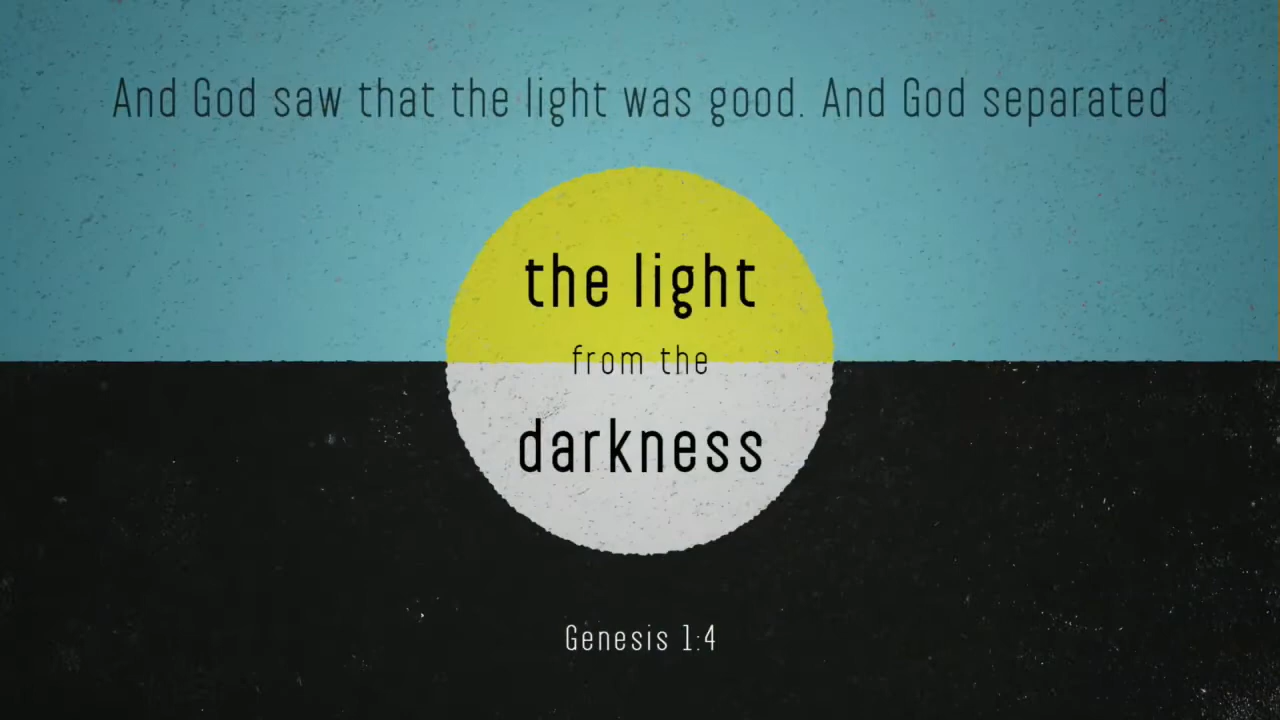 And God saw that the light was good. And God separated
the light
from the
darkness
Genesis 1:4